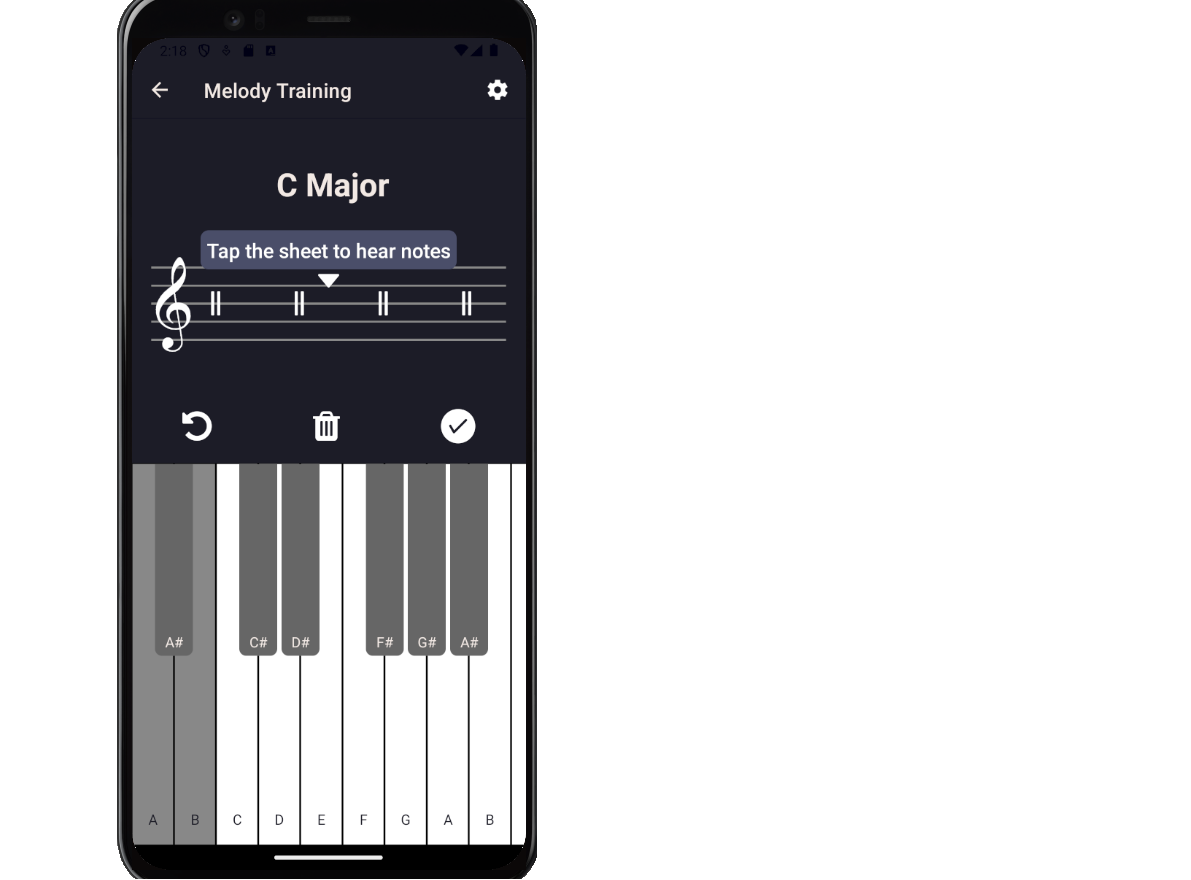 2:18
Melody Training
C Major
Tap the sheet to hear notes
A# C# D# F# G# A#
A B C D E F G A B